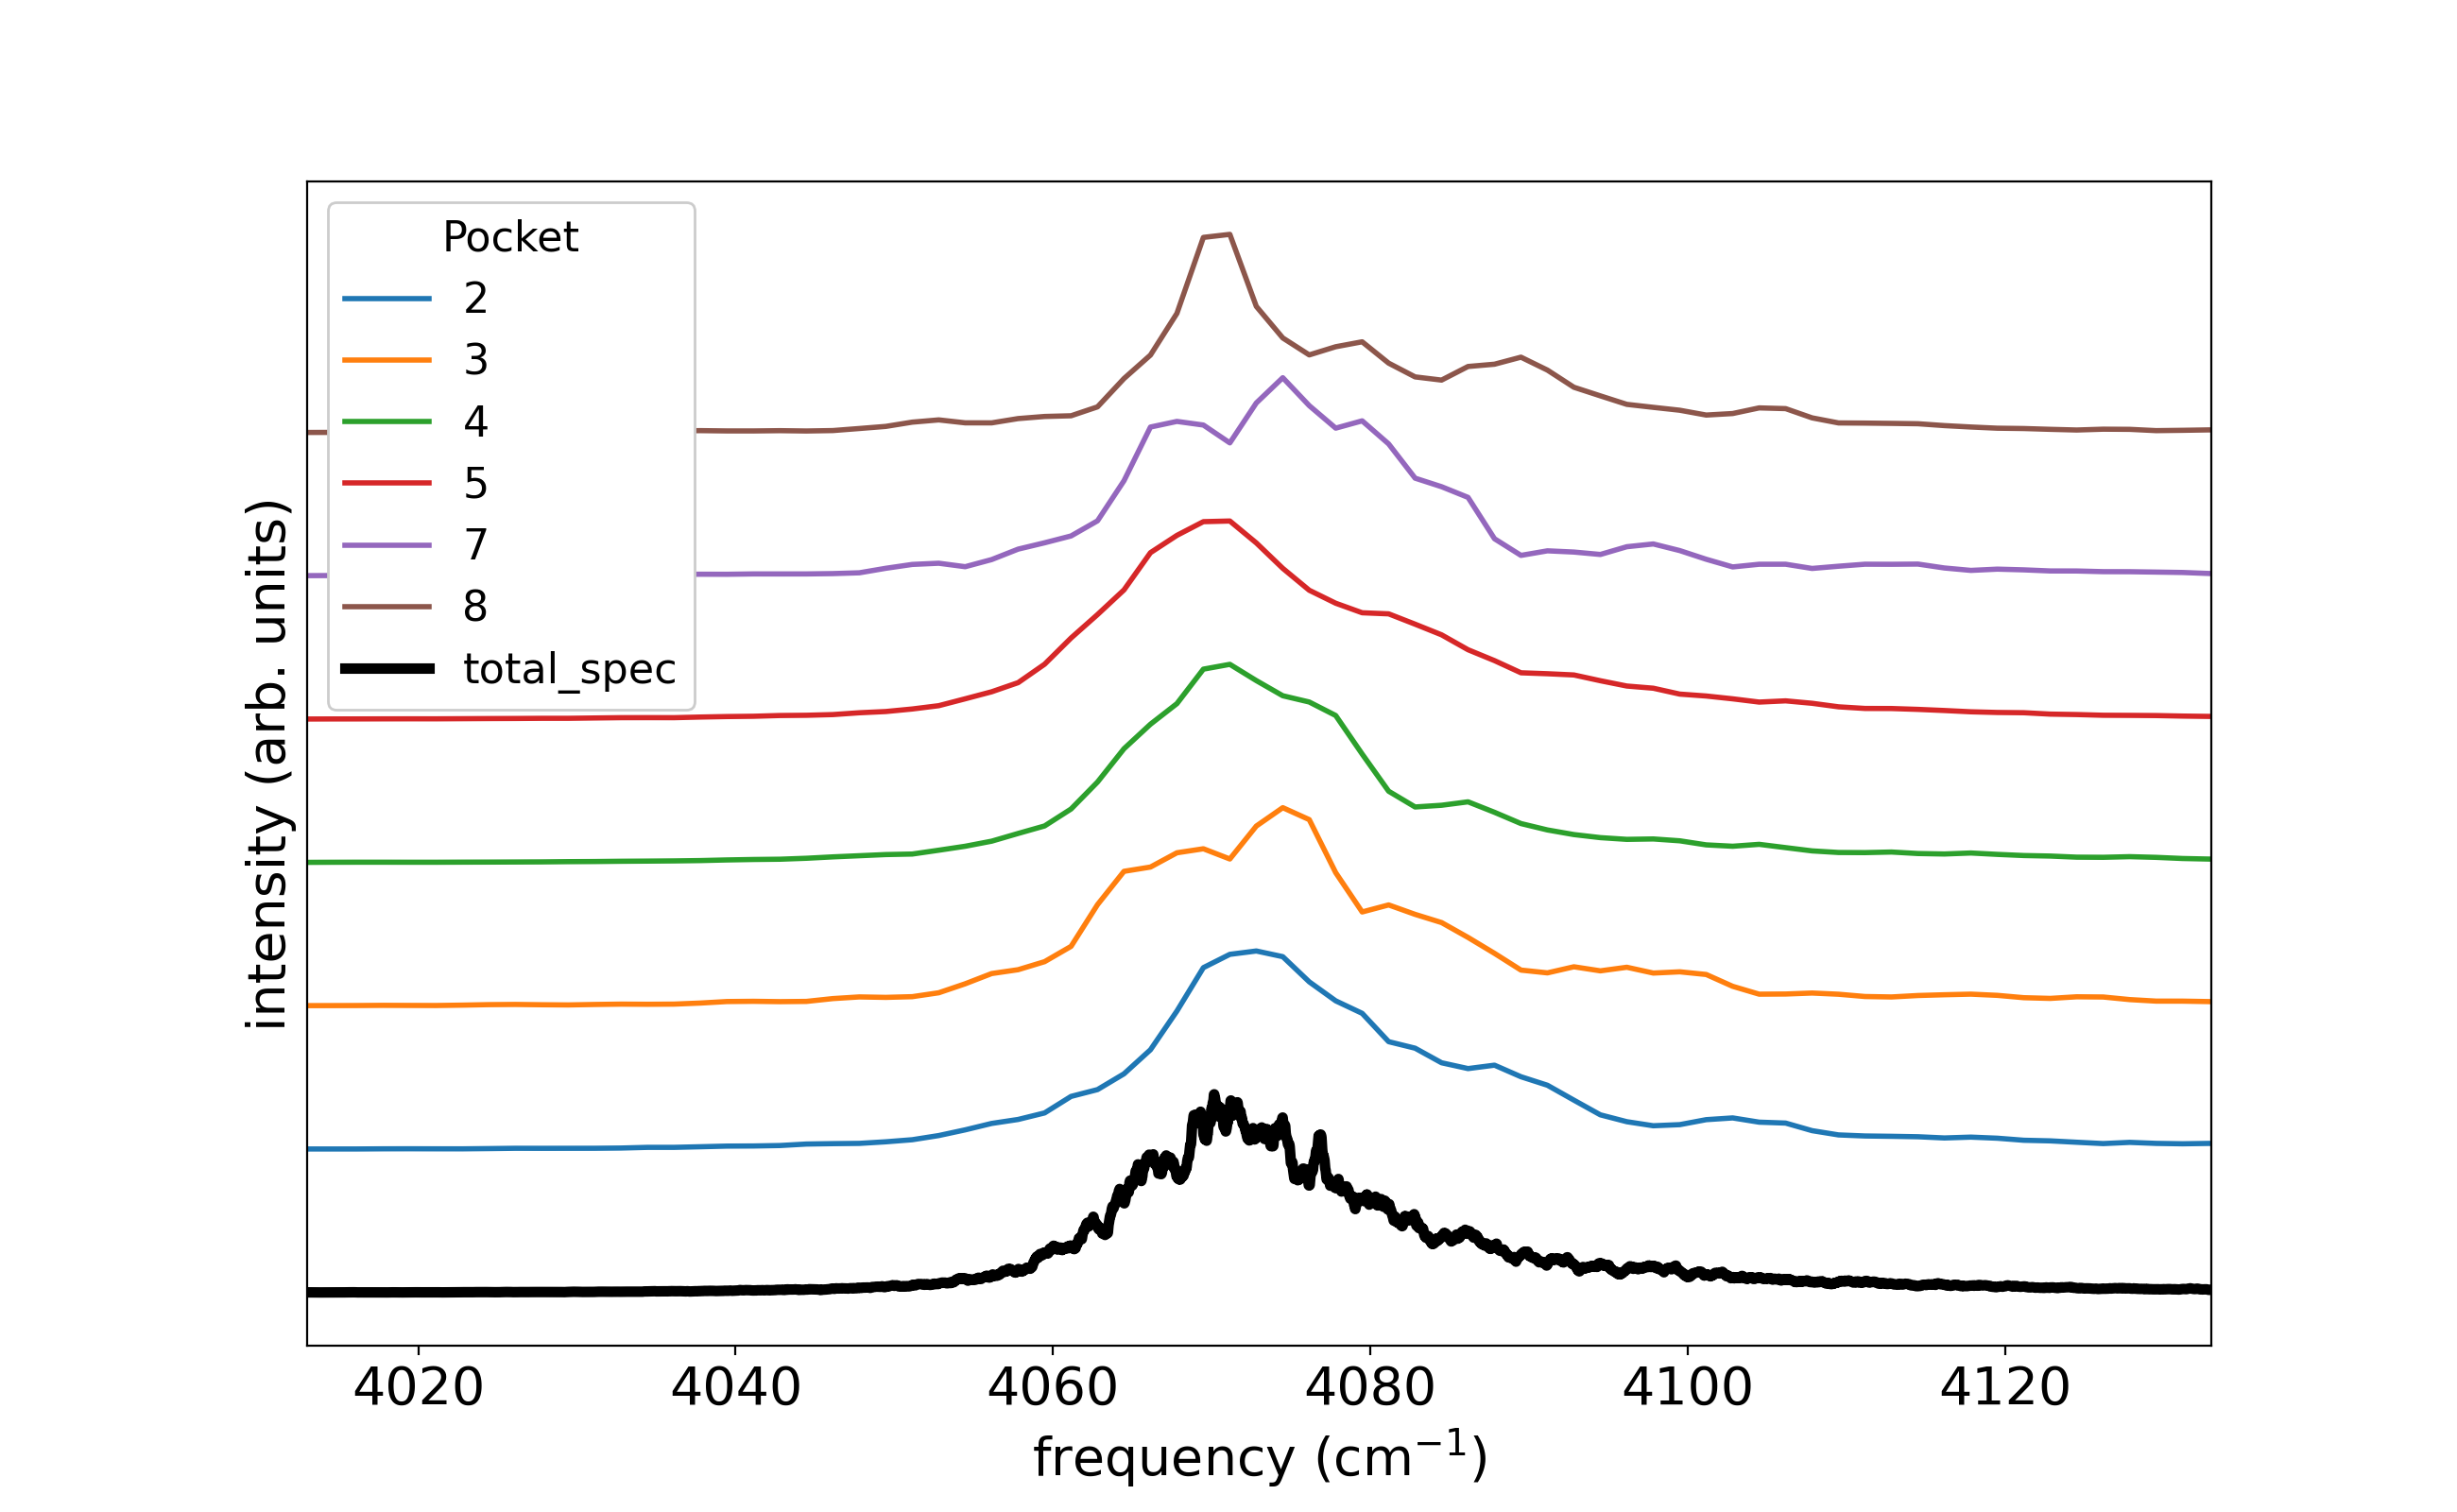 Pocket
2
3
4
5
7
8
total_spec
intensity (arb. units)
4020 4040 4060 4080 4100 4120
frequency (cm⁻¹)